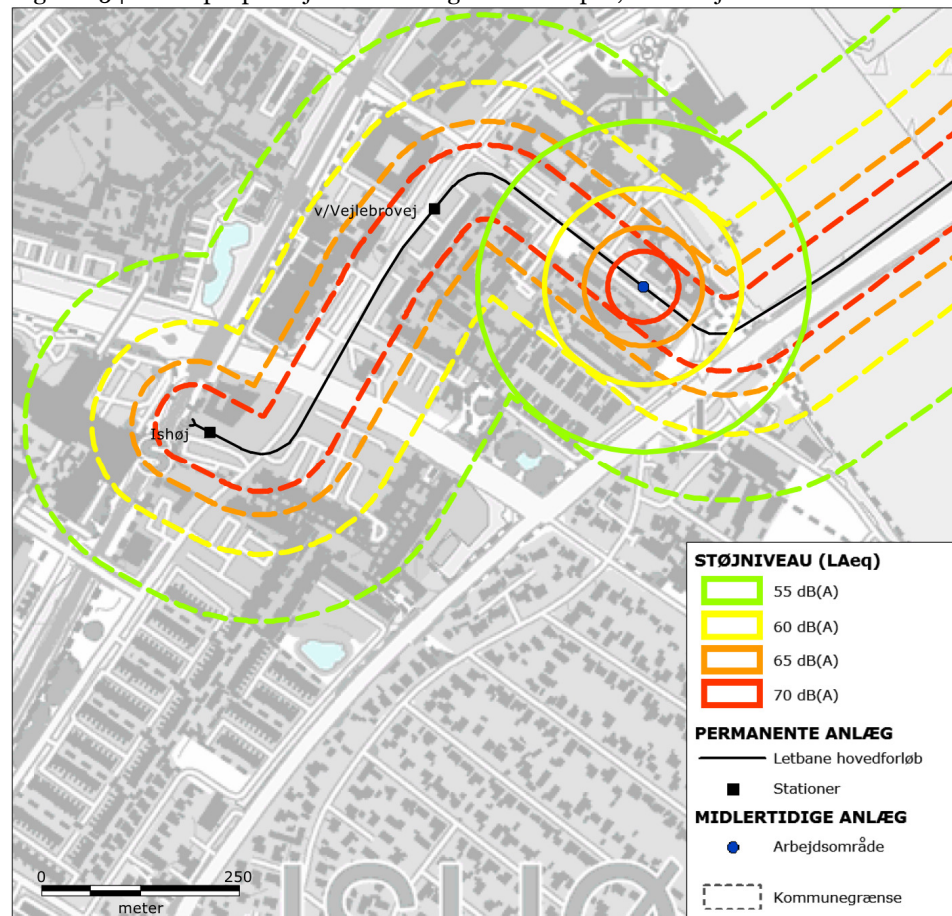 v/Vejlebrovej
Ishøj
STØJNIVEAU (LAeq)
55 dB(A)
60 dB(A)
65 dB(A)
70 dB(A)
PERMANENTE ANLÆG
Letbane hovedforløb
Stationer
MIDLERTIDIGE ANLÆG
Arbejdsområde
Kommunegrænse
0 250
meter